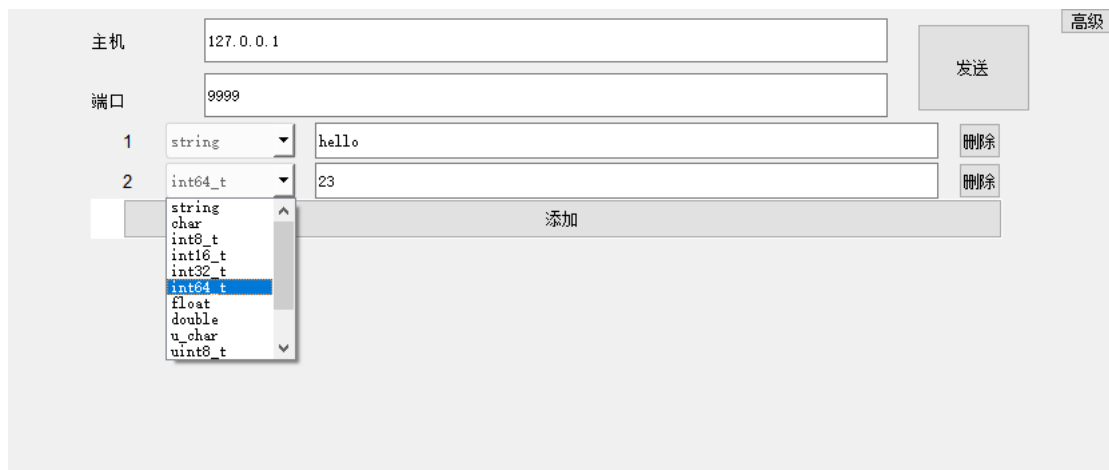 高级
主机 127.0.0.1
发送
端口 9999
1 string hello 删除
2 int64_t 23 删除
添加
string
char
int8_t
int16_t
int32_t
int64_t
float
double
u_char
uint8_t